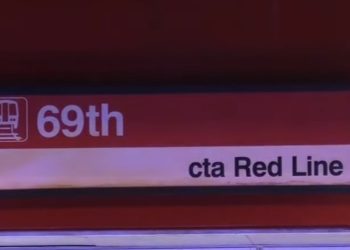 69th
cta Red Line